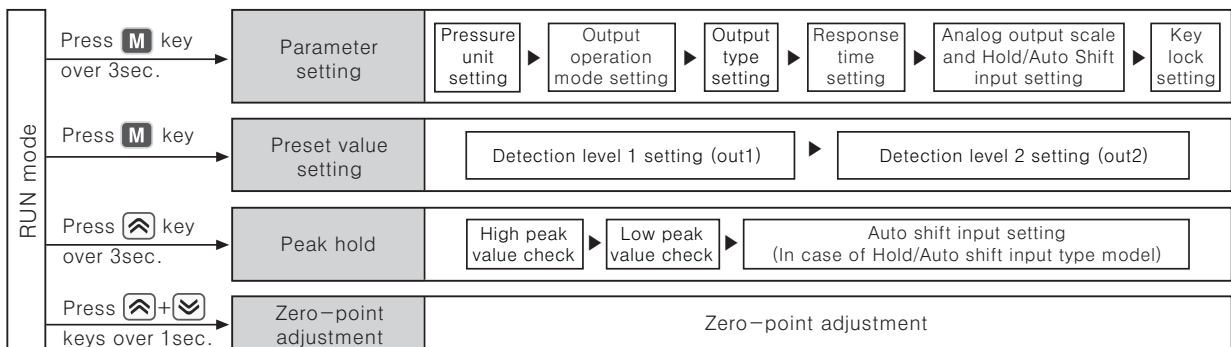 RUN mode
Press M key
over 3sec.
Parameter
setting
Pressure
unit
setting
Output
operation
mode setting
Output
type
setting
Response
time
setting
Analog output scale
and Hold/Auto Shift
input setting
Key
lock
setting
Press M key
Preset value
setting
Detection level 1 setting (out1)
Detection level 2 setting (out2)
Press key
over 3sec.
Peak hold
High peak
value check
Low peak
value check
Auto shift input setting
(In case of Hold/Auto shift input type model)
Press +
keys over 1sec.
Zero-point
adjustment
Zero-point adjustment